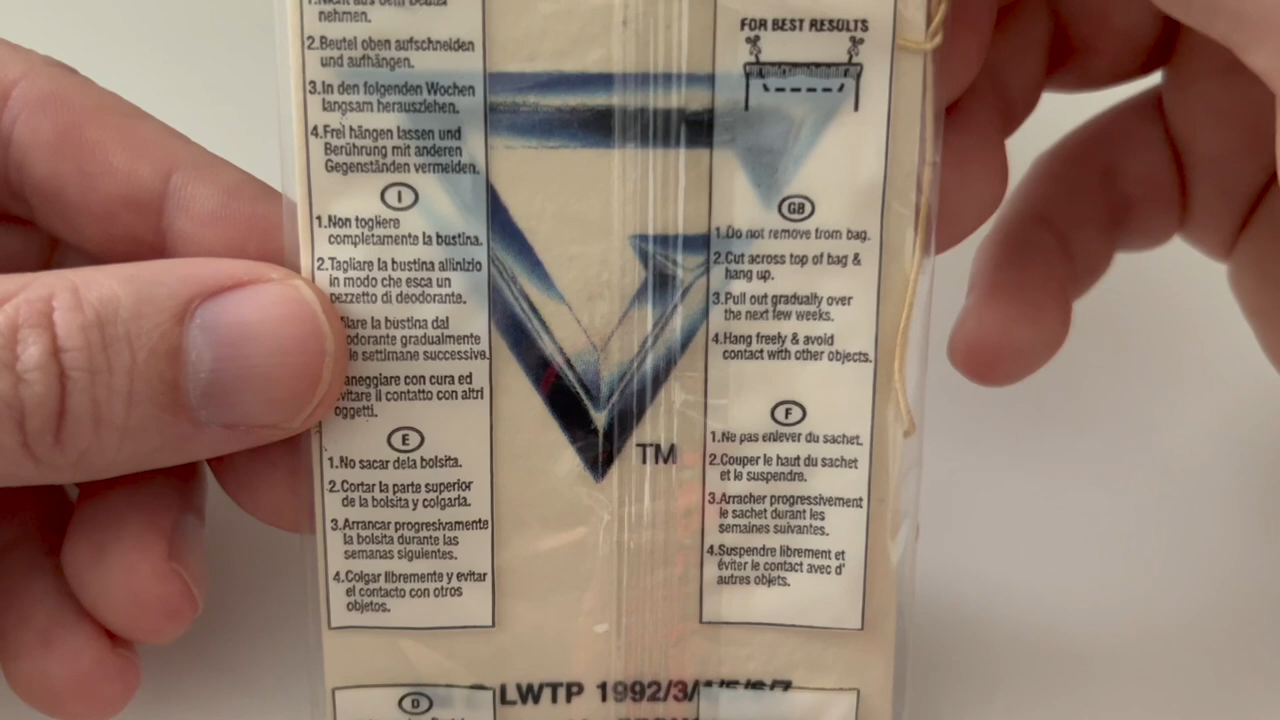 1.Nicht aus dem Beutel
nehmen.
2.Beutel oben aufschneiden
und aufhängen.
3.In den folgenden Wochen
langsam herausziehen.
4.Frei hängen lassen und
Berührung mit anderen
Gegenständen vermeiden.
I
1.Non togliere
completamente la bustina.
2.Tagliare la bustina allinizio
in modo che esca un
pezzetto di deodorante.
la bustina dal
gradualmente
le settimane successive.
con cura ed
il contatto con altri
oggetti.
E
1.No sacar dela bolsita.
2.Cortar la parte superior
de la bolsita y colgarla.
3.Arrancar progresivamente
la bolsita durante las
semanas siguientes.
4.Colgar libremente y evitar
el contacto con otros
objetos.
D
TM
LWTP 1992/3/
FOR BEST RESULTS
GB
1.Do not remove from bag.
2.Cut across top of bag &
hang up.
3.Pull out gradually over
the next few weeks.
4.Hang freely & avoid
contact with other objects.
F
1.Ne pas enlever du sachet.
2.Couper le haut du sachet
et le suspendre.
3.Arracher progressivement
le sachet durant les
semaines suivantes.
4.Suspendre librement et
éviter le contact avec d'
autres objets.